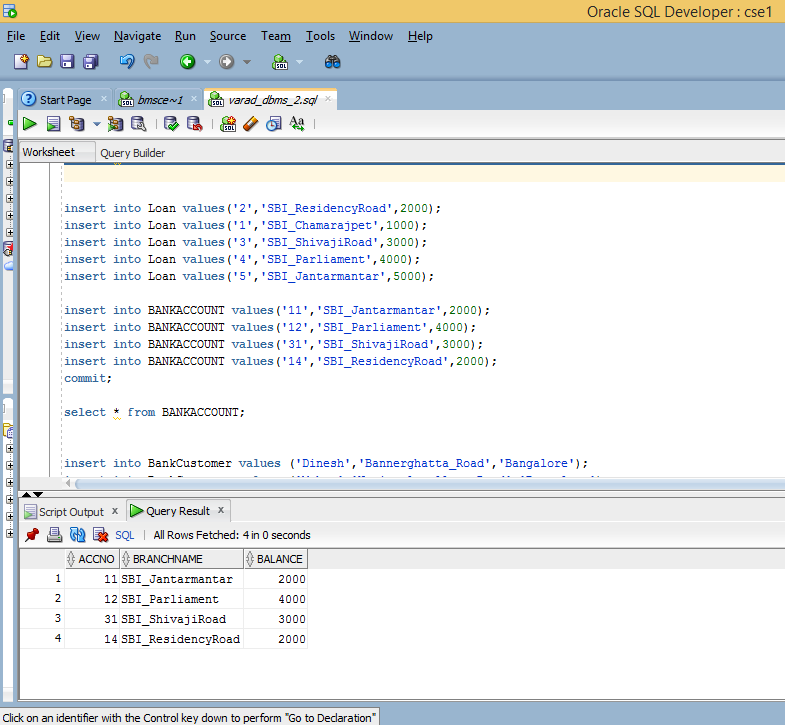 Oracle SQL Developer : cse1
File Edit View Navigate Run Source Team Tools Window Help
Start Page bmsce~1 varad_dbms_2.sql
Worksheet Query Builder
insert into Loan values('2','SBI_ResidencyRoad',2000);
insert into Loan values('1','SBI_Chamarajpet',1000);
insert into Loan values('3','SBI_ShivajiRoad',3000);
insert into Loan values('4','SBI_Parliament',4000);
insert into Loan values('5','SBI_Jantarmantar',5000);
insert into BANKACCOUNT values('11','SBI_Jantarmantar',2000);
insert into BANKACCOUNT values('12','SBI_Parliament',4000);
insert into BANKACCOUNT values('31','SBI_ShivajiRoad',3000);
insert into BANKACCOUNT values('14','SBI_ResidencyRoad',2000);
commit;
select * from BANKACCOUNT;
insert into BankCustomer values ('Dinesh','Bannerghatta_Road','Bangalore');
Script Output x Query Result x
SQL | All Rows Fetched: 4 in 0 seconds
ACCNO BRANCHNAME BALANCE
1 11 SBI_Jantarmantar 2000
2 12 SBI_Parliament 4000
3 31 SBI_ShivajiRoad 3000
4 14 SBI_ResidencyRoad 2000
Click on an identifier with the Control key down to perform "Go to Declaration"